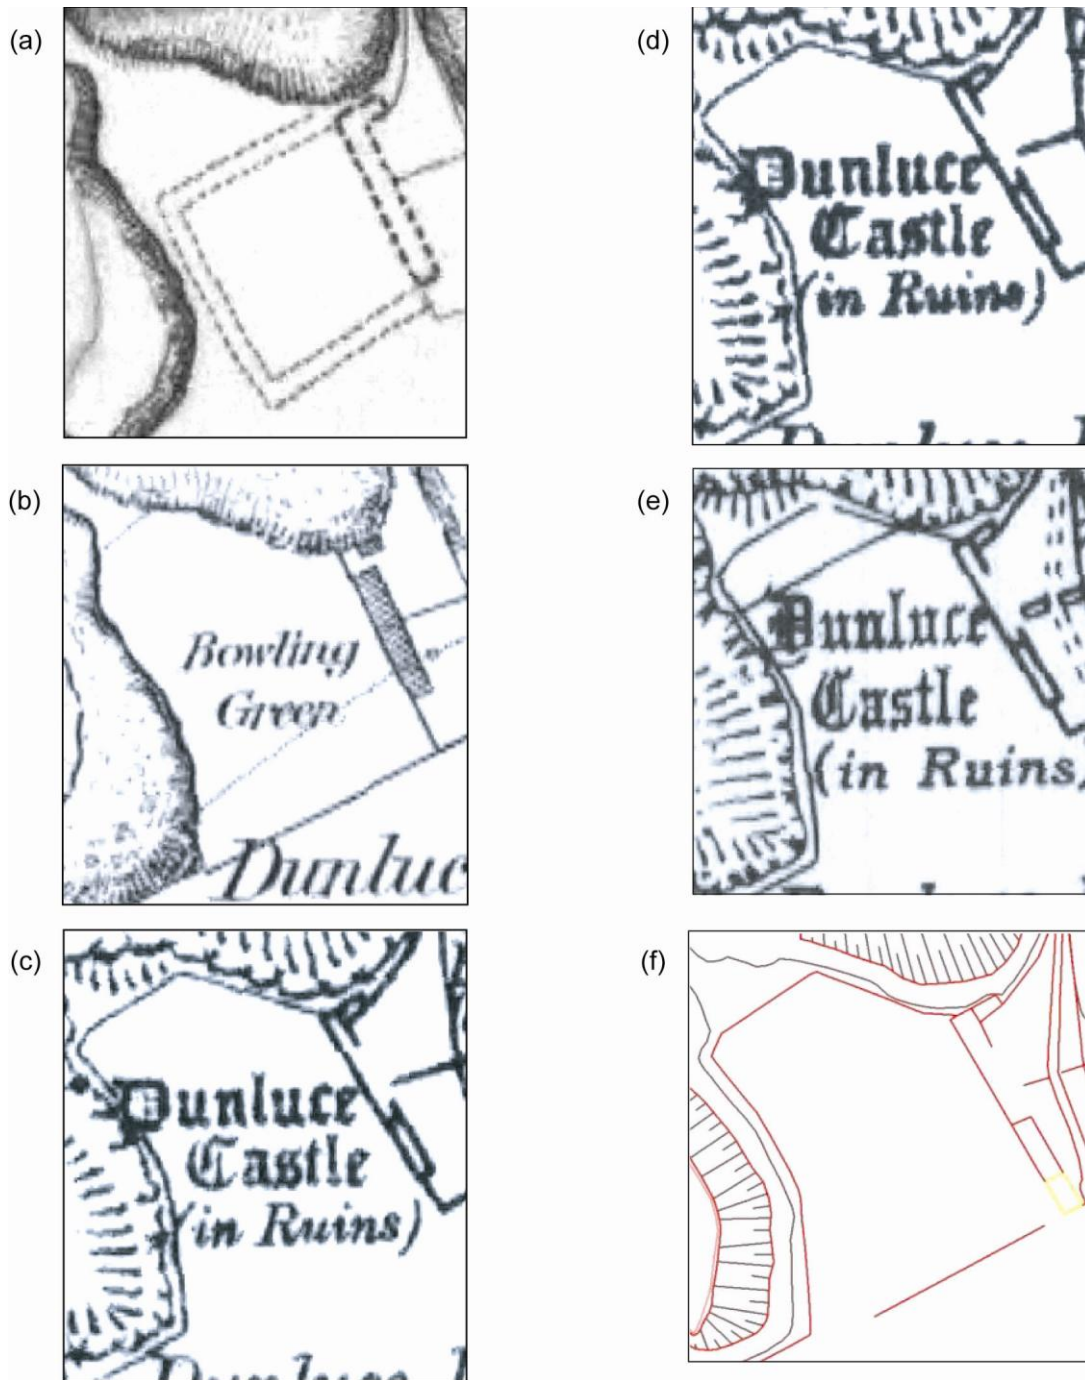 (a)
(b)
Bowling
Green
Dunluc
(c)
Dunluce
Castle
(in Ruins)
(d)
Dunluce
Castle
(in Ruins)
(e)
Dunluce
Castle
(in Ruins
(f)